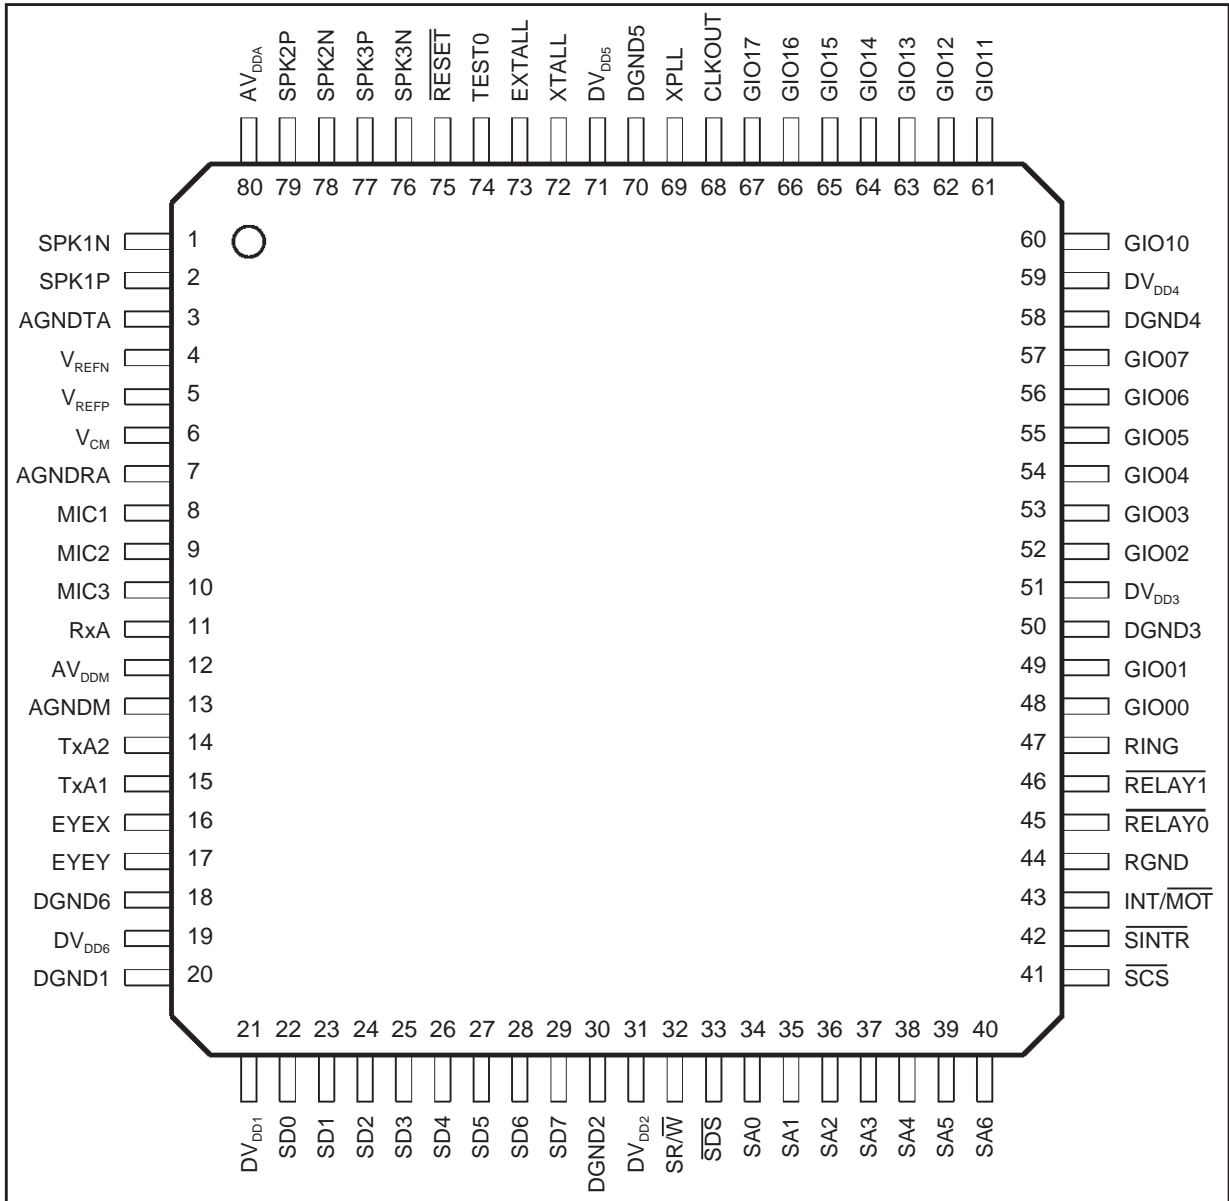 AVDDA SPK2P SPK2N SPK3P SPK3N RESET TEST0 EXTALL XTALL DVDD5 DGND5 XPLL CLKOUT GIO17 GIO16 GIO15 GIO14 GIO13 GIO12 GIO11
80 79 78 77 76 75 74 73 72 71 70 69 68 67 66 65 64 63 62 61
SPK1N 1 60 GIO10
SPK1P 2 59 DVDD4
AGNDTA 3 58 DGND4
VREFN 4 57 GIO07
VREFP 5 56 GIO06
VCM 6 55 GIO05
AGNDRA 7 54 GIO04
MIC1 8 53 GIO03
MIC2 9 52 GIO02
MIC3 10 51 DVDD3
RxA 11 50 DGND3
AVDDM 12 49 GIO01
AGNDM 13 48 GIO00
TxA2 14 47 RING
TxA1 15 46 RELAY1
EYEX 16 45 RELAY0
EYEY 17 44 RGND
DGND6 18 43 INT/MOT
DVDD6 19 42 SINTR
DGND1 20 41 SCS
21 22 23 24 25 26 27 28 29 30 31 32 33 34 35 36 37 38 39 40
DVDD1 SD0 SD1 SD2 SD3 SD4 SD5 SD6 SD7 DGND2 DVDD2 SR/W SDS SA0 SA1 SA2 SA3 SA4 SA5 SA6